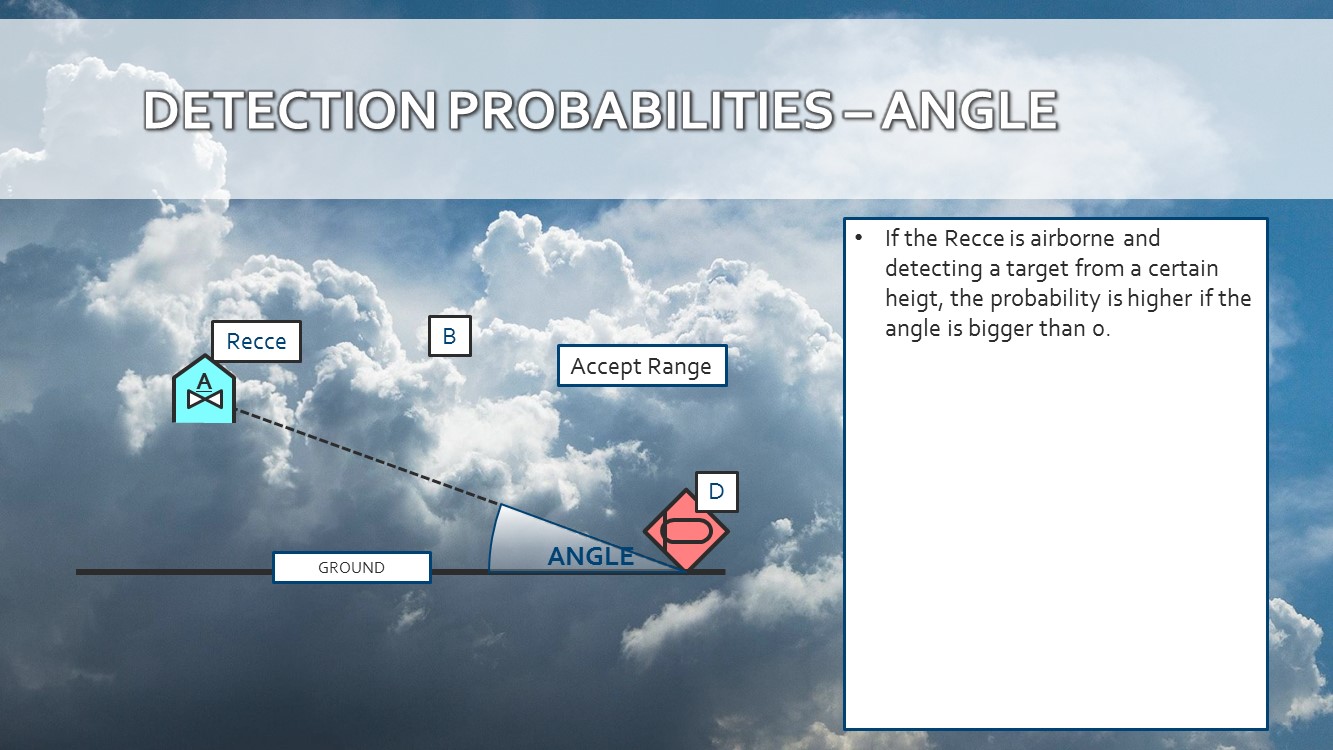 DETECTION PROBABILITIES – ANGLE
Recce
A
B
Accept Range
D
ANGLE
GROUND
• If the Recce is airborne and
detecting a target from a certain
heigt, the probability is higher if the
angle is bigger than 0.